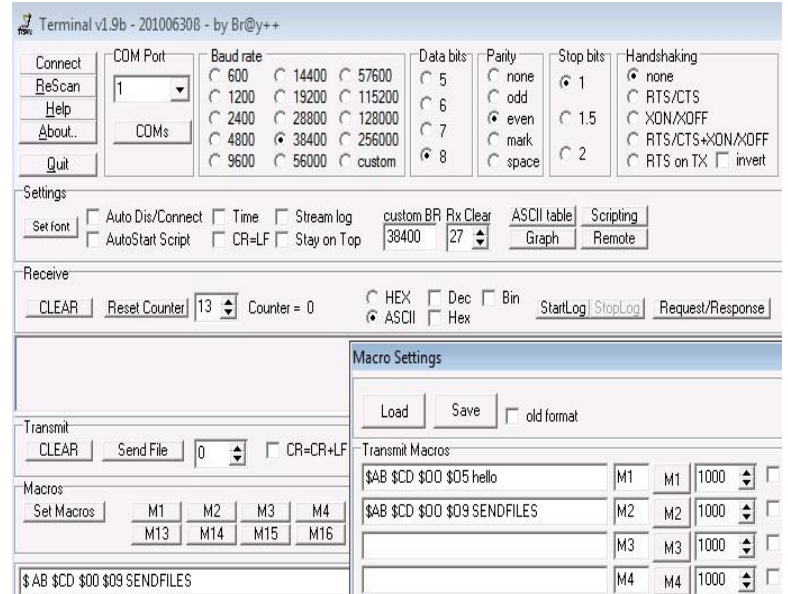 Terminal v1.9b - 20100630ß - by Br@y++
Connect
ReScan
Help
About..
Quit
COM Port
1
COMs
Baud rate
600 14400 57600
1200 19200 115200
2400 28800 128000
4800 38400 256000
9600 56000 custom
Data bits
5
6
7
8
Parity
none
odd
even
mark
space
Stop bits
1
1.5
2
Handshaking
none
RTS/CTS
XON/XOFF
RTS/CTS+XON/XOFF
RTS on TX invert
Settings
Set font
Auto Dis/Connect Time Stream log
AutoStart Script CR=LF Stay on Top
custom BR Rx Clear
38400 27
ASCII table Scripting
Graph Remote
Receive
CLEAR Reset Counter 13 Counter = 0
HEX Dec Bin
ASCII Hex
StartLog StopLog Request/Response
Transmit
CLEAR Send File 0 CR=CR+LF
Macros
Set Macros M1 M2 M3 M4
M13 M14 M15 M16
$ AB $CD $00 $09 SENDFILES
Macro Settings
Load Save old format
Transmit Macros
$AB $CD $00 $05 hello M1 M1 1000
$AB $CD $00 $09 SENDFILES M2 M2 1000
M3 M3 1000
M4 M4 1000